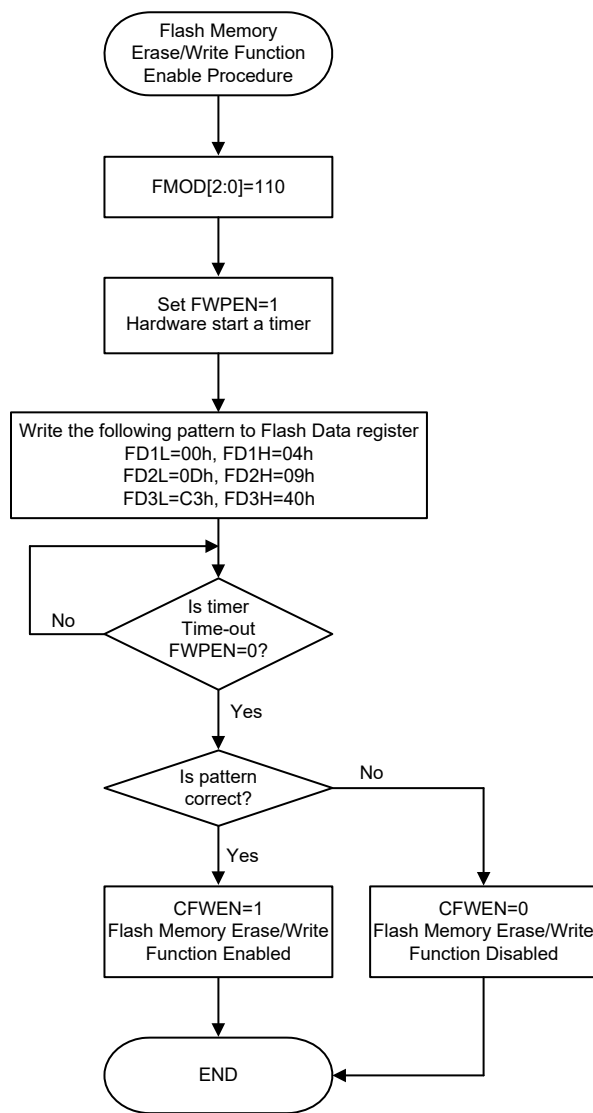 Flash Memory
Erase/Write Function
Enable Procedure
FMOD[2:0]=110
Set FWPEN=1
Hardware start a timer
Write the following pattern to Flash Data register
FD1L=00h, FD1H=04h
FD2L=0Dh, FD2H=09h
FD3L=C3h, FD3H=40h
Is timer
Time-out
FWPEN=0?
No
Yes
Is pattern
correct?
No
Yes
CFWEN=1
Flash Memory Erase/Write
Function Enabled
CFWEN=0
Flash Memory Erase/Write
Function Disabled
END